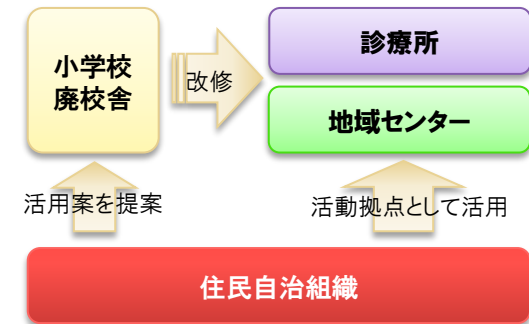 小学校
廃校舎
改修
診療所
地域センター
活用案を提案
活動拠点として活用
住民自治組織